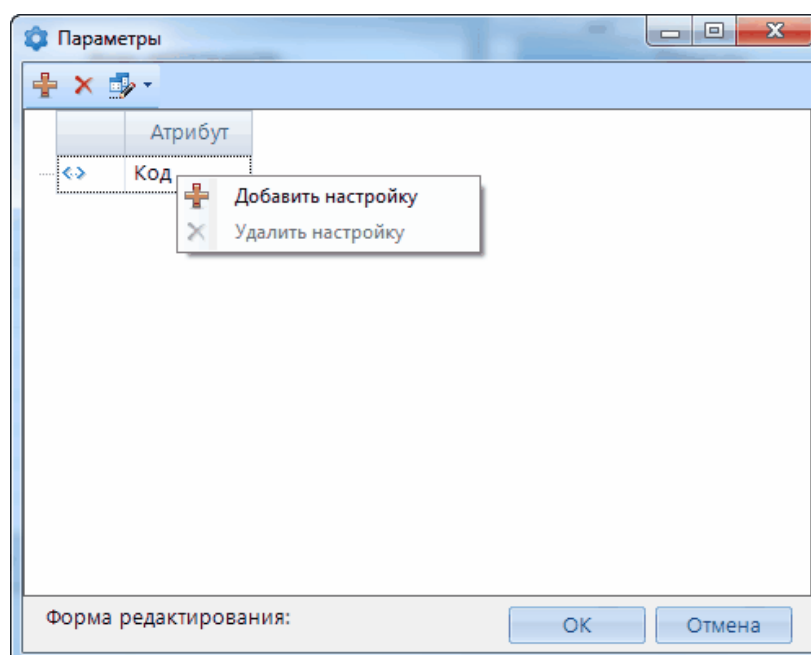 Параметры
Атрибут
Код
Добавить настройку
Удалить настройку
Форма редактирования:
OK
Отмена